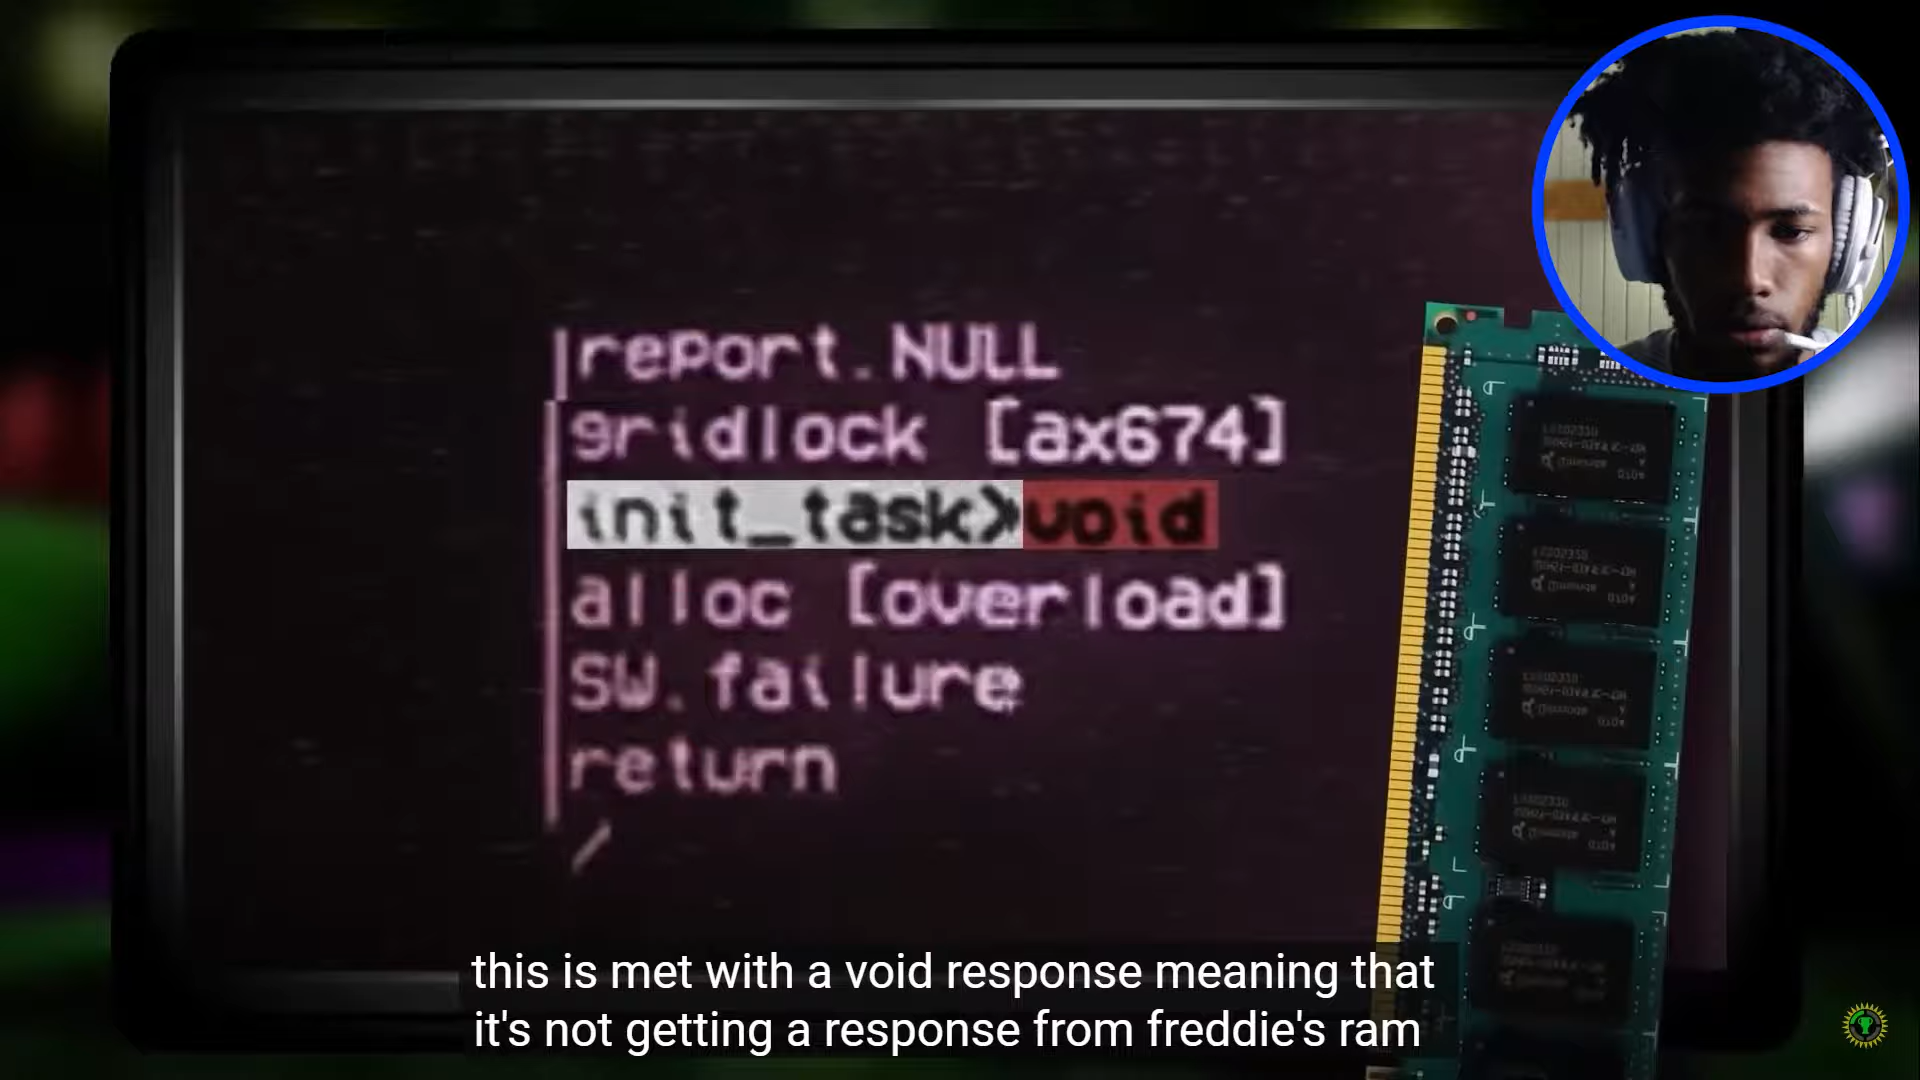 report.NULL
gridlock [ax674]
init_task>void
alloc [overload]
SW.failure
return
/
this is met with a void response meaning that
it's not getting a response from freddie's ram